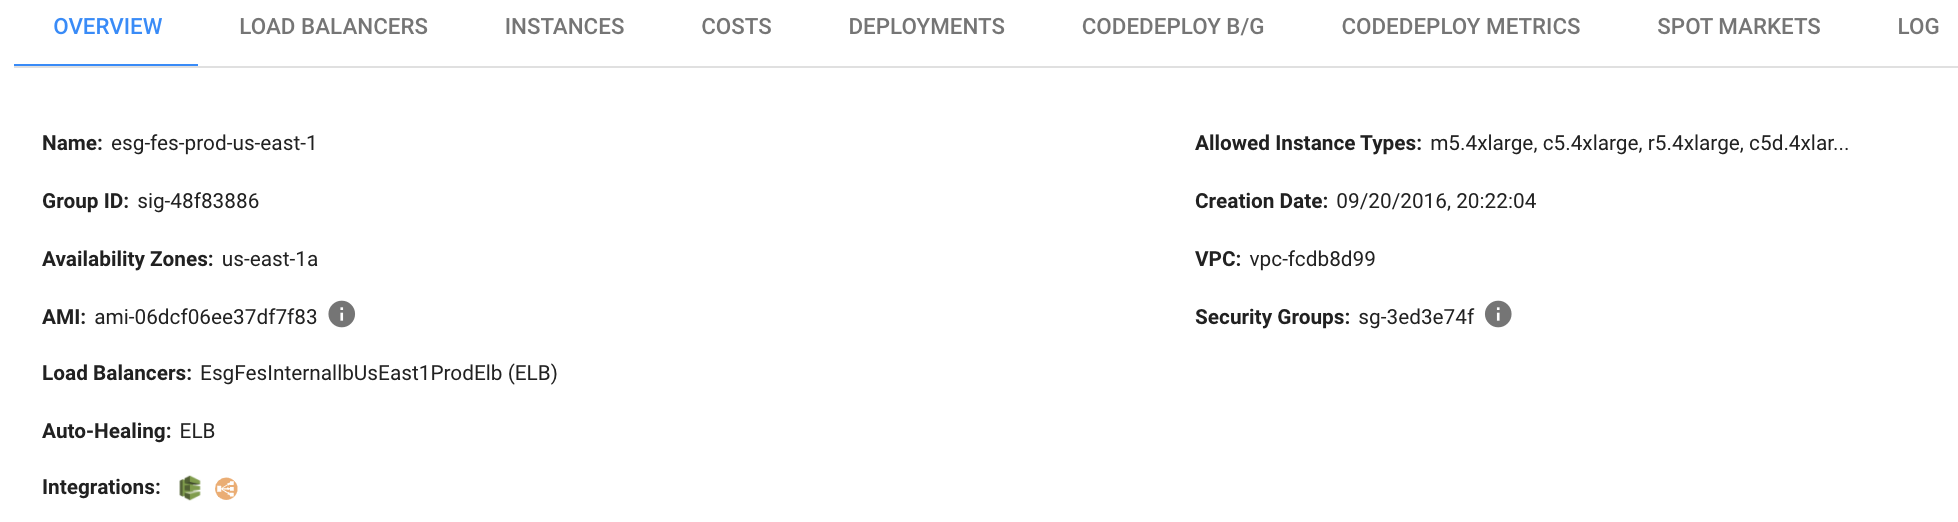 OVERVIEW LOAD BALANCERS INSTANCES COSTS DEPLOYMENTS CODEDEPLOY B/G CODEDEPLOY METRICS SPOT MARKETS LOG
Name: esg-fes-prod-us-east-1
Group ID: sig-48f83886
Availability Zones: us-east-1a
AMI: ami-06dcf06ee37df7f83
Load Balancers: EsgFesInternallbUsEast1ProdElb (ELB)
Auto-Healing: ELB
Integrations:
Allowed Instance Types: m5.4xlarge, c5.4xlarge, r5.4xlarge, c5d.4xlar...
Creation Date: 09/20/2016, 20:22:04
VPC: vpc-fcdb8d99
Security Groups: sg-3ed3e74f